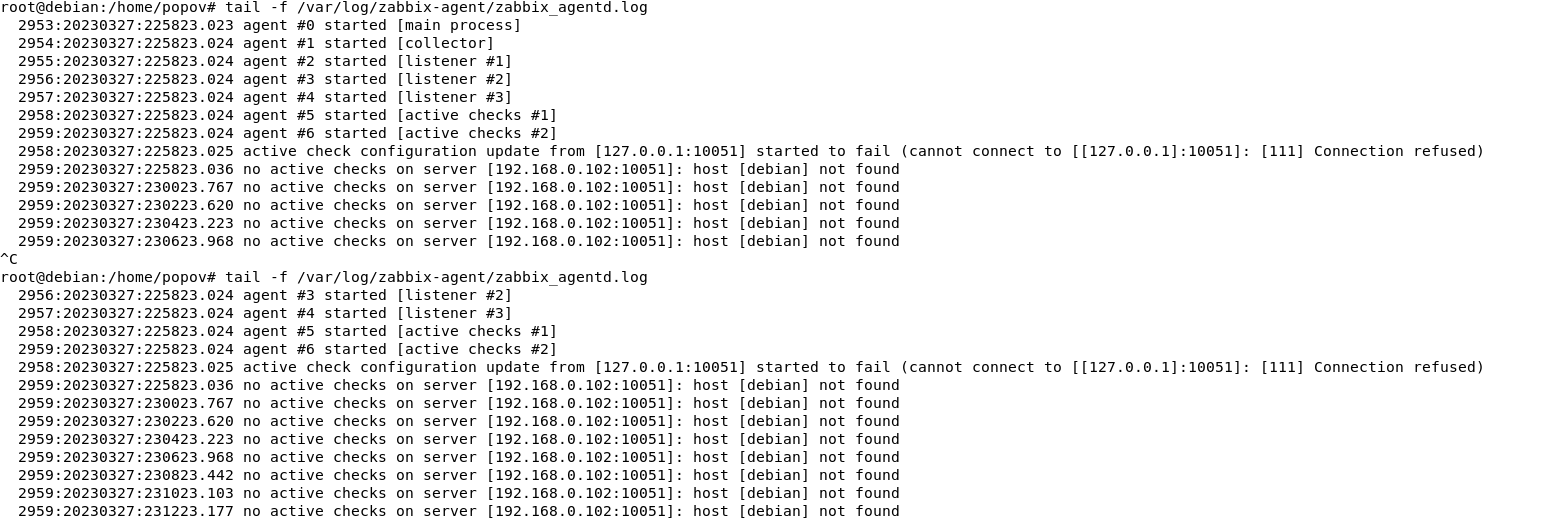 root@debian:/home/popov# tail -f /var/log/zabbix-agent/zabbix_agentd.log
  2953:20230327:225823.023 agent #0 started [main process]
  2954:20230327:225823.024 agent #1 started [collector]
  2955:20230327:225823.024 agent #2 started [listener #1]
  2956:20230327:225823.024 agent #3 started [listener #2]
  2957:20230327:225823.024 agent #4 started [listener #3]
  2958:20230327:225823.024 agent #5 started [active checks #1]
  2959:20230327:225823.024 agent #6 started [active checks #2]
  2958:20230327:225823.025 active check configuration update from [127.0.0.1:10051] started to fail (cannot connect to [[127.0.0.1]:10051]: [111] Connection refused)
  2959:20230327:225823.036 no active checks on server [192.168.0.102:10051]: host [debian] not found
  2959:20230327:230023.767 no active checks on server [192.168.0.102:10051]: host [debian] not found
  2959:20230327:230223.620 no active checks on server [192.168.0.102:10051]: host [debian] not found
  2959:20230327:230423.223 no active checks on server [192.168.0.102:10051]: host [debian] not found
  2959:20230327:230623.968 no active checks on server [192.168.0.102:10051]: host [debian] not found
^C
root@debian:/home/popov# tail -f /var/log/zabbix-agent/zabbix_agentd.log
  2956:20230327:225823.024 agent #3 started [listener #2]
  2957:20230327:225823.024 agent #4 started [listener #3]
  2958:20230327:225823.024 agent #5 started [active checks #1]
  2959:20230327:225823.024 agent #6 started [active checks #2]
  2958:20230327:225823.025 active check configuration update from [127.0.0.1:10051] started to fail (cannot connect to [[127.0.0.1]:10051]: [111] Connection refused)
  2959:20230327:225823.036 no active checks on server [192.168.0.102:10051]: host [debian] not found
  2959:20230327:230023.767 no active checks on server [192.168.0.102:10051]: host [debian] not found
  2959:20230327:230223.620 no active checks on server [192.168.0.102:10051]: host [debian] not found
  2959:20230327:230423.223 no active checks on server [192.168.0.102:10051]: host [debian] not found
  2959:20230327:230623.968 no active checks on server [192.168.0.102:10051]: host [debian] not found
  2959:20230327:230823.442 no active checks on server [192.168.0.102:10051]: host [debian] not found
  2959:20230327:231023.103 no active checks on server [192.168.0.102:10051]: host [debian] not found
  2959:20230327:231223.177 no active checks on server [192.168.0.102:10051]: host [debian] not found